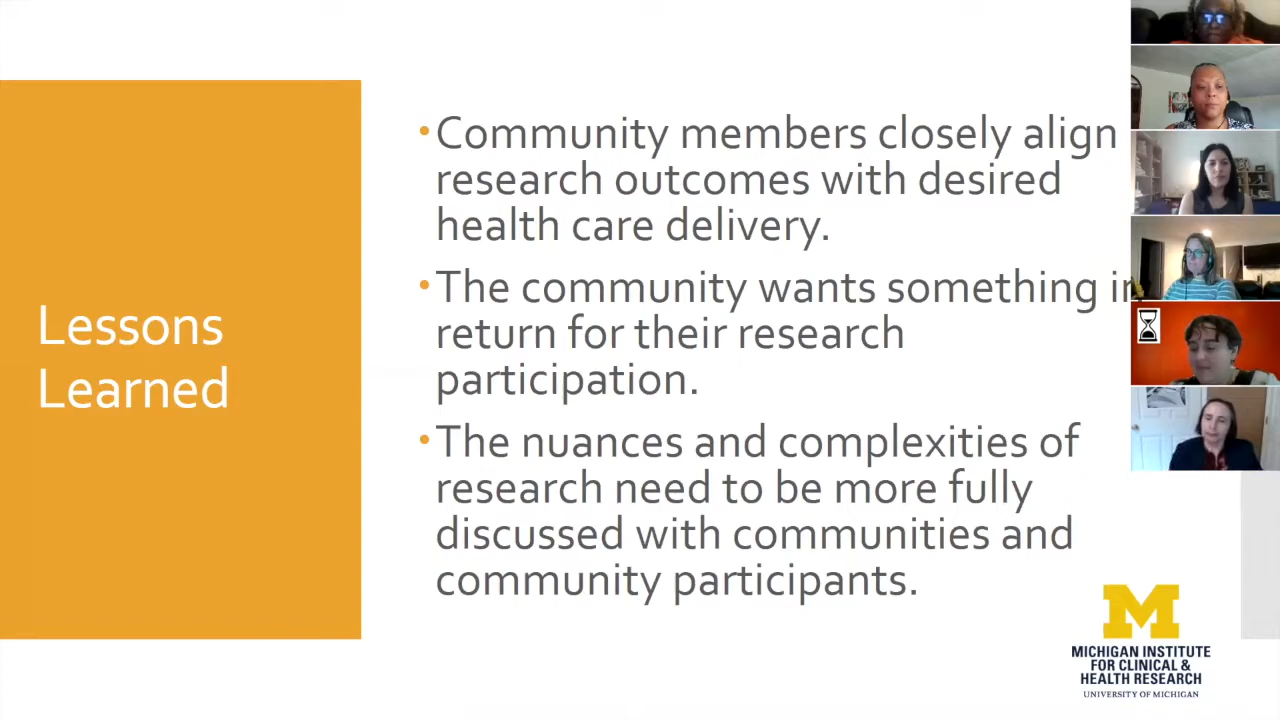 Lessons
Learned
•Community members closely align
research outcomes with desired
health care delivery.
•The community wants something in
return for their research
participation.
•The nuances and complexities of
research need to be more fully
discussed with communities and
community participants.
M
MICHIGAN INSTITUTE
FOR CLINICAL &
HEALTH RESEARCH
UNIVERSITY OF MICHIGAN